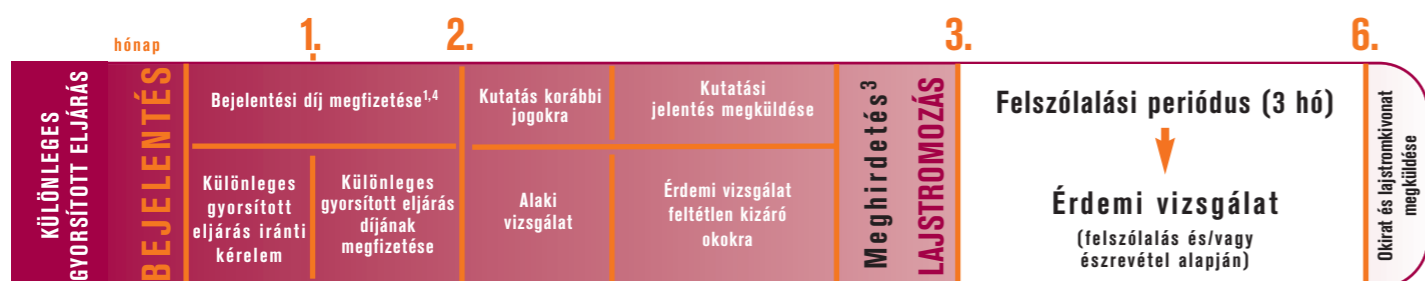 hónap
1.
2.
3.
6.
KÜLÖNLEGES
GYORSÍTOTT ELJÁRÁS
BEJELENTÉS
Bejelentési díj megfizetése1,4
Különleges
gyorsított
eljárás iránti
kérelem
Különleges
gyorsított eljárás
díjának
megfizetése
Kutatás korábbi
jogokra
Kutatási
jelentés megküldése
Alaki
vizsgálat
Érdemi vizsgálat
feltétlen kizáró
okokra
Meghirdetés3
LAJSTROMOZÁS
Felszólalási periódus (3 hó)
Érdemi vizsgálat
(felszólalás és/vagy
észrevétel alapján)
Okirat és lajstromkivonat
megküldése